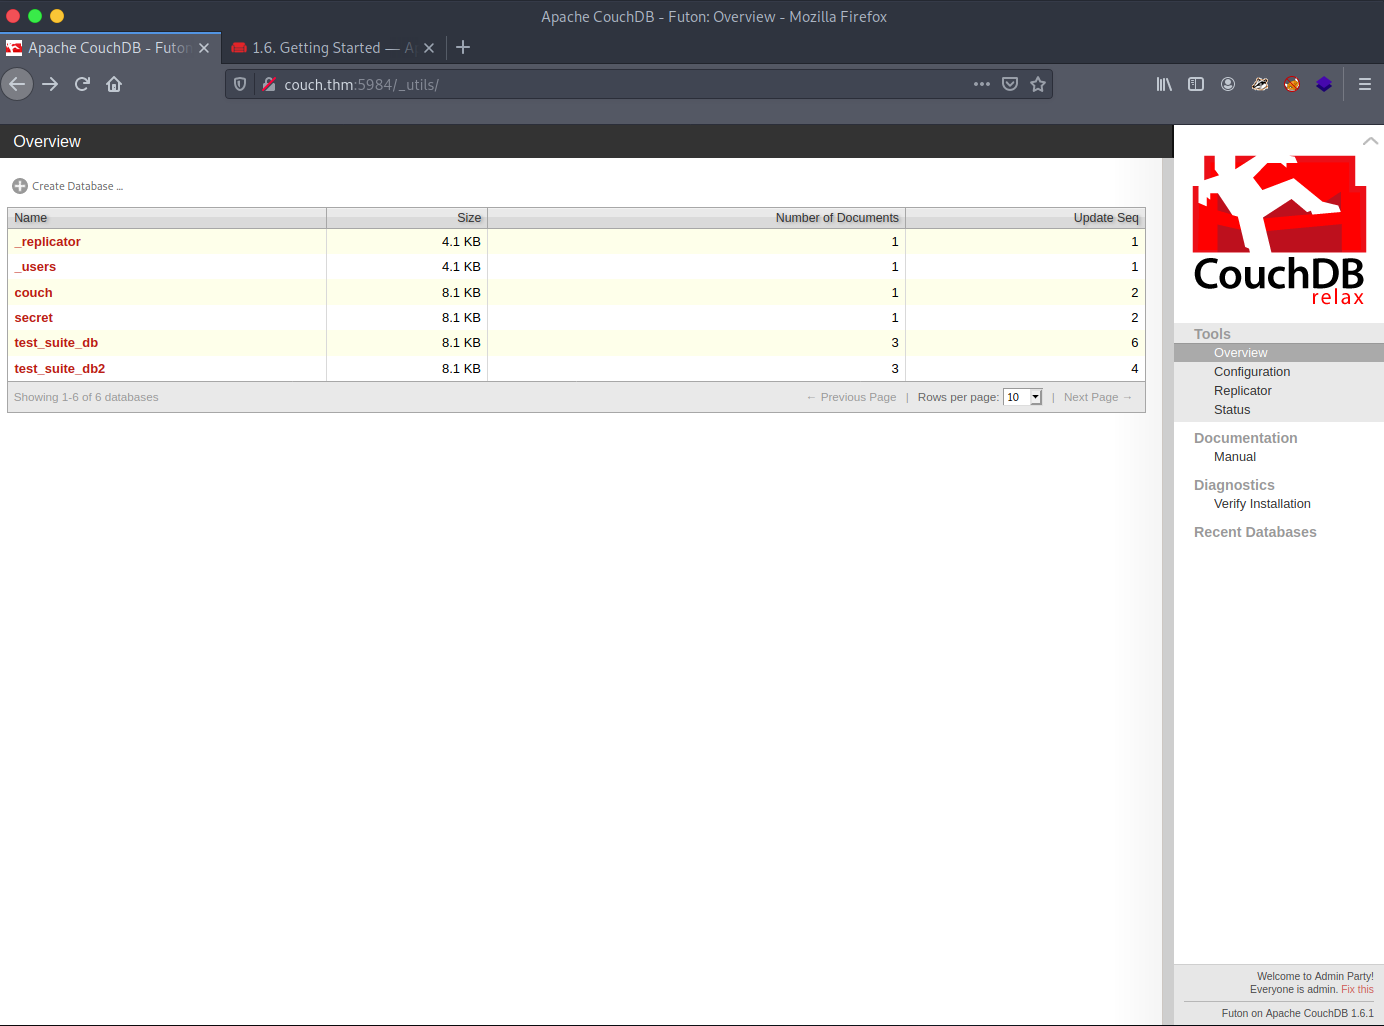 Apache CouchDB - Futon: Overview - Mozilla Firefox
Apache CouchDB - Futon
1.6. Getting Started — A
couch.thm:5984/_utils/
Overview
Create Database ...
Name Size Number of Documents Update Seq
_replicator 4.1 KB 1 1
_users 4.1 KB 1 1
couch 8.1 KB 1 2
secret 8.1 KB 1 2
test_suite_db 8.1 KB 3 6
test_suite_db2 8.1 KB 3 4
Showing 1-6 of 6 databases ← Previous Page | Rows per page: 10 | Next Page →
CouchDB
relax
Tools
Overview
Configuration
Replicator
Status
Documentation
Manual
Diagnostics
Verify Installation
Recent Databases
Welcome to Admin Party!
Everyone is admin. Fix this
Futon on Apache CouchDB 1.6.1